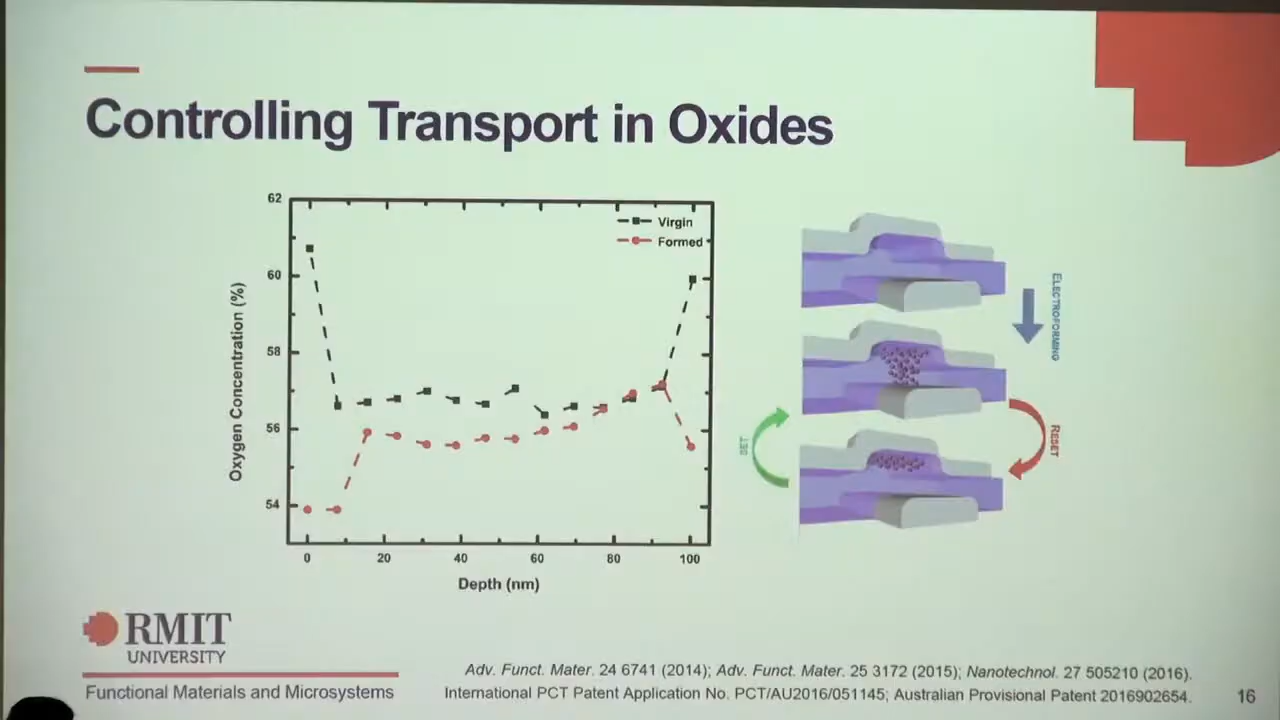 Controlling Transport in Oxides
62
60
58
56
54
Oxygen Concentration (%)
Virgin
Formed
0 20 40 60 80 100
Depth (nm)
ELECTROFORMING
RESET
SET
RMIT
UNIVERSITY
Functional Materials and Microsystems
Adv. Funct. Mater. 24 6741 (2014); Adv. Funct. Mater. 25 3172 (2015); Nanotechnol. 27 505210 (2016).
International PCT Patent Application No. PCT/AU2016/051145; Australian Provisional Patent 2016902654.
16